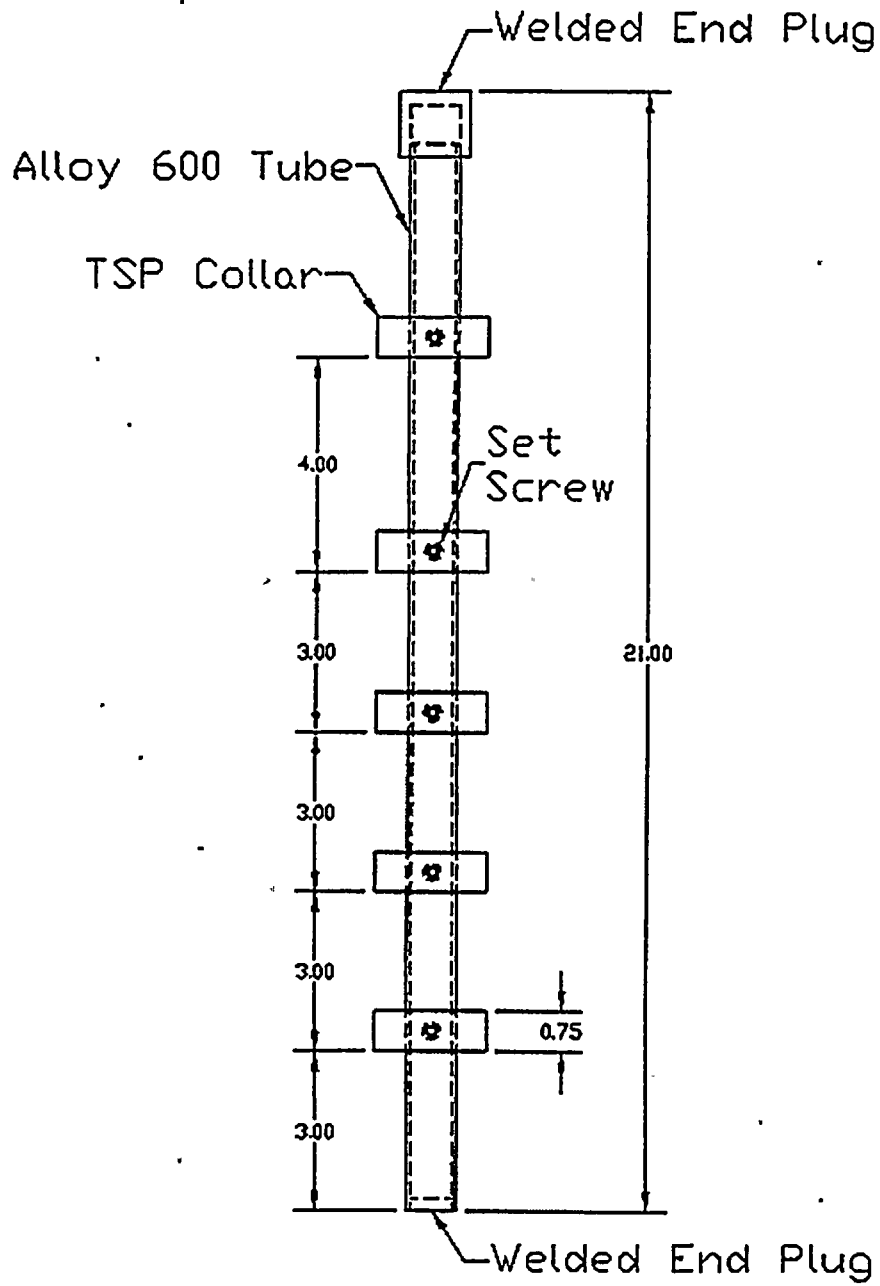 Welded End Plug
Alloy 600 Tube
TSP Collar
4.00
Set
Screw
3.00
21.00
3.00
3.00
0.75
3.00
Welded End Plug